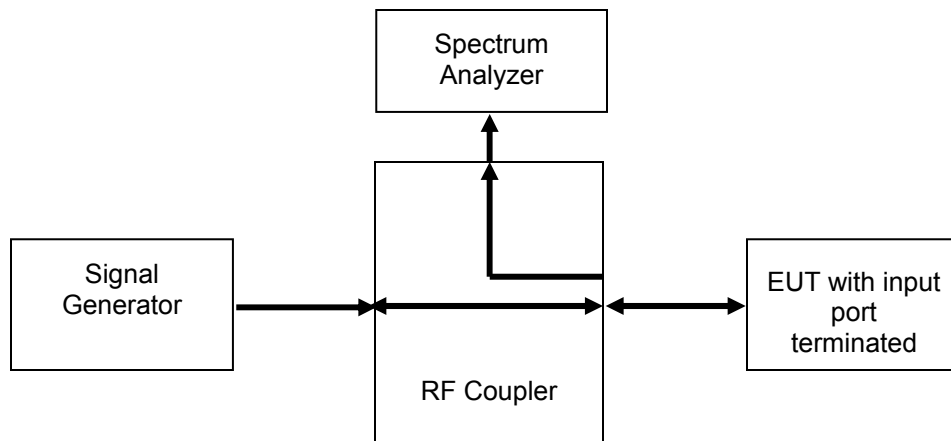 Spectrum
Analyzer
Signal
Generator
EUT with input
port
terminated
RF Coupler